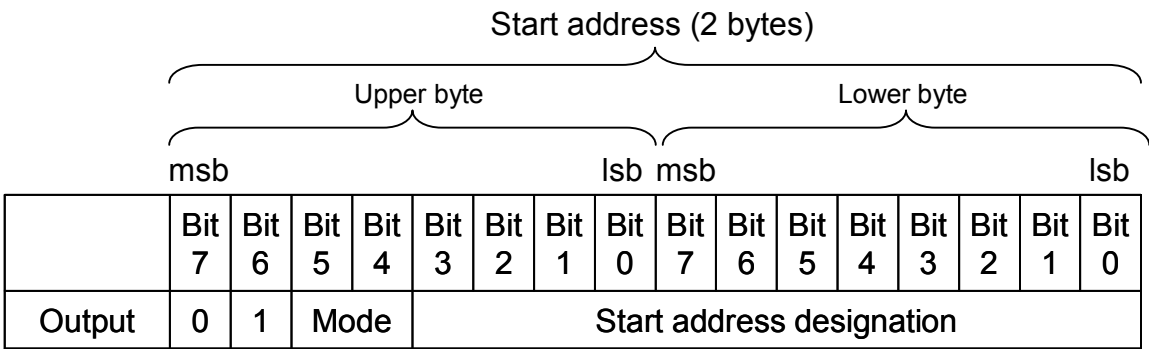 Start address (2 bytes)
Upper byte Lower byte
msb lsb msb lsb
Bit 7 Bit 6 Bit 5 Bit 4 Bit 3 Bit 2 Bit 1 Bit 0 Bit 7 Bit 6 Bit 5 Bit 4 Bit 3 Bit 2 Bit 1 Bit 0
Output 0 1 Mode Start address designation